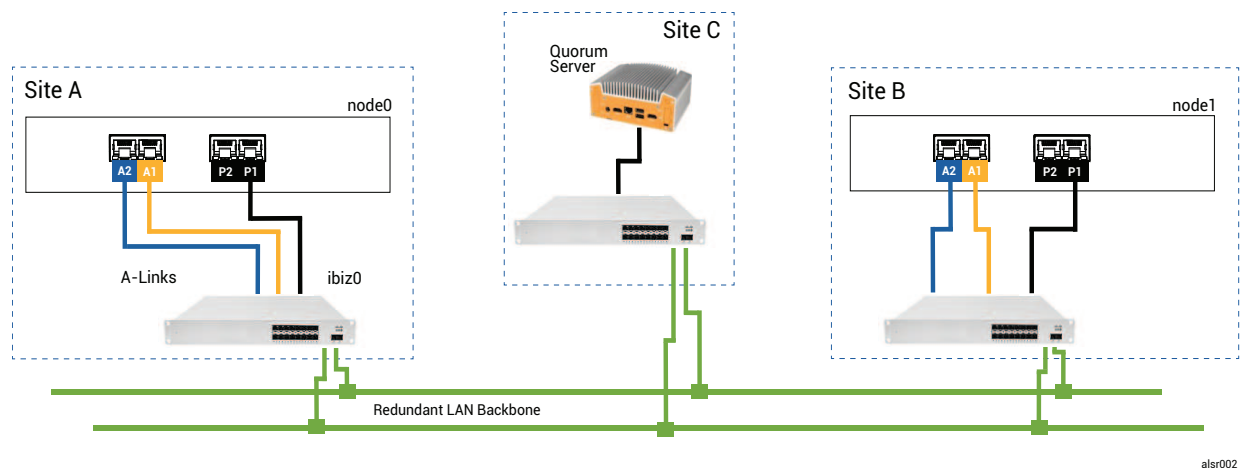 Site C
Quorum
Server
Site A
node0
A2 A1 P2 P1
A-Links
ibiz0
Site B
node1
A2 A1 P2 P1
Redundant LAN Backbone
alsr002